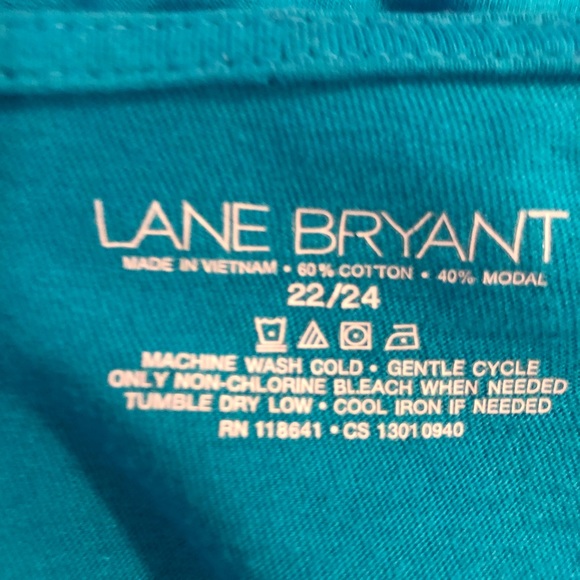 LANE BRYANT
MADE IN VIETNAM • 60% COTTON • 40% MODAL
22/24
MACHINE WASH COLD • GENTLE CYCLE
ONLY NON-CHLORINE BLEACH WHEN NEEDED
TUMBLE DRY LOW • COOL IRON IF NEEDED
RN 118641 • CS 13010940